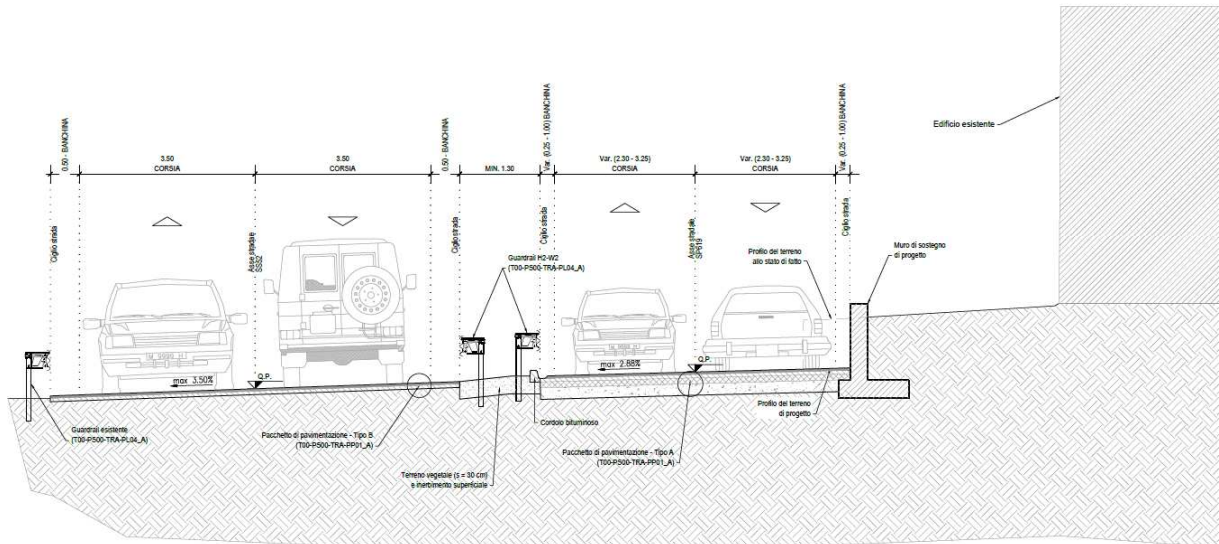 0.50 - BANCHINA
3.50
CORSIA
3.50
CORSIA
0.50 - BANCHINA
MIN. 1.30
Var. (0.25 - 1.00) BANCHINA
Var. (2.30 - 3.25)
CORSIA
Var. (2.30 - 3.25)
CORSIA
Var. (0.25 - 1.00) BANCHINA
Edificio esistente
Ciglio strada
Asse stradale
SS52
Ciglio strada
Guardrail H2-W2
(T00-PS00-TRA-PL04_A)
Ciglio strada
Asse stradale
SP619
Profilo del terreno
allo stato di fatto
Ciglio strada
Muro di sostegno
di progetto
max 3.50%
Q.P.
max 2.88%
Q.P.
Guardrail esistente
(T00-PS00-TRA-PL04_A)
Pacchetto di pavimentazione - Tipo B
(T00-PS00-TRA-PP01_A)
Terreno vegetale (s = 30 cm)
e inerbimento superficiale
Cordolo bituminoso
Pacchetto di pavimentazione - Tipo A
(T00-PS00-TRA-PP01_A)
Profilo del terreno
di progetto